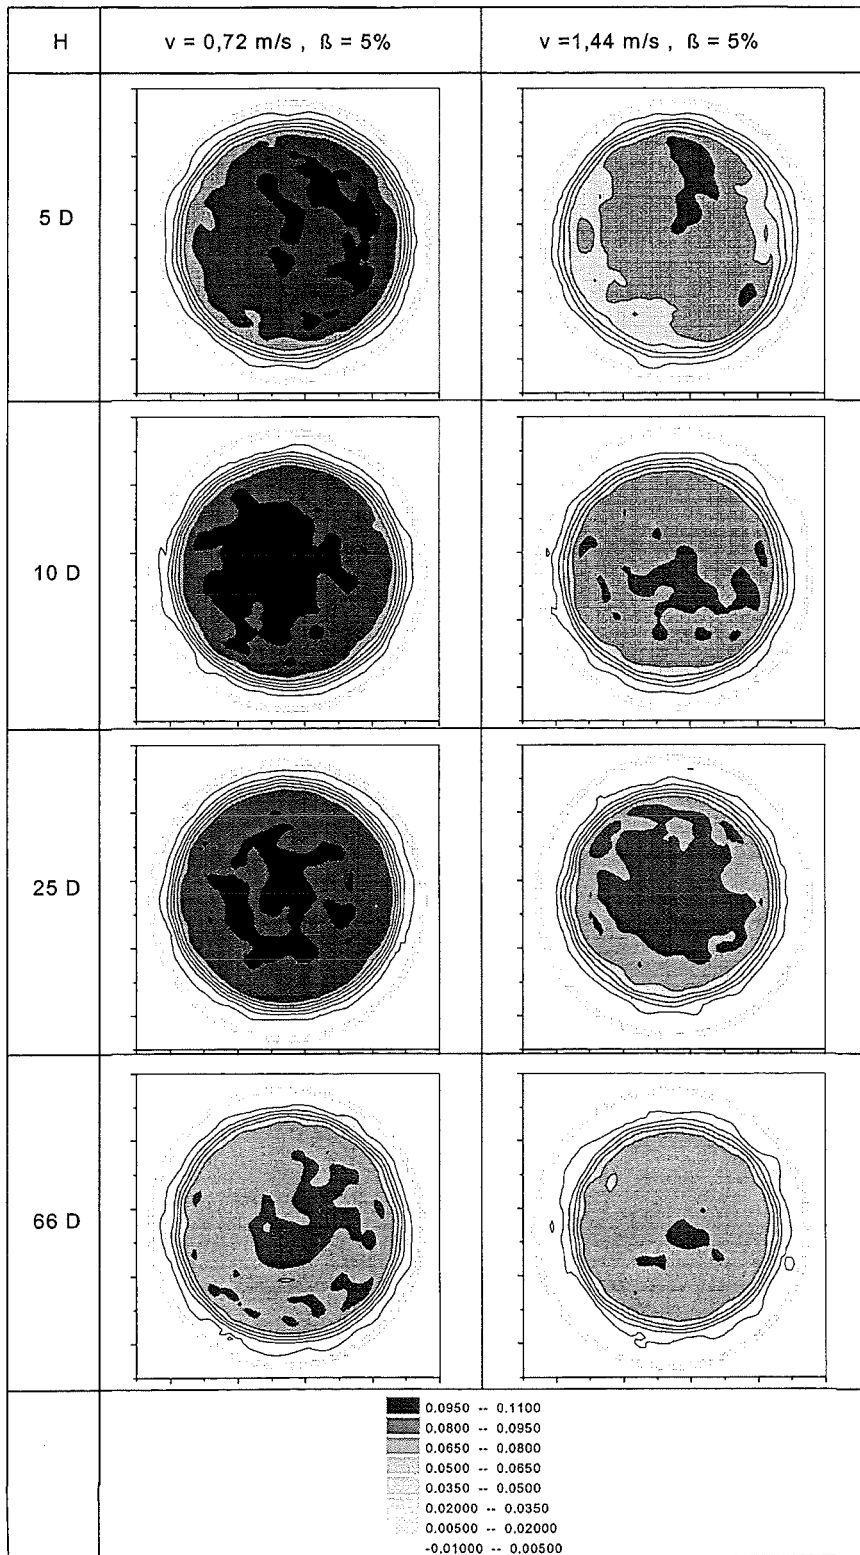 H
v = 0,72 m/s , ß = 5%
v =1,44 m/s , ß = 5%
5 D
10 D
25 D
66 D
0.0950 -- 0.1100
0.0800 -- 0.0950
0.0650 -- 0.0800
0.0500 -- 0.0650
0.0350 -- 0.0500
0.02000 -- 0.0350
0.00500 -- 0.02000
-0.01000 -- 0.00500